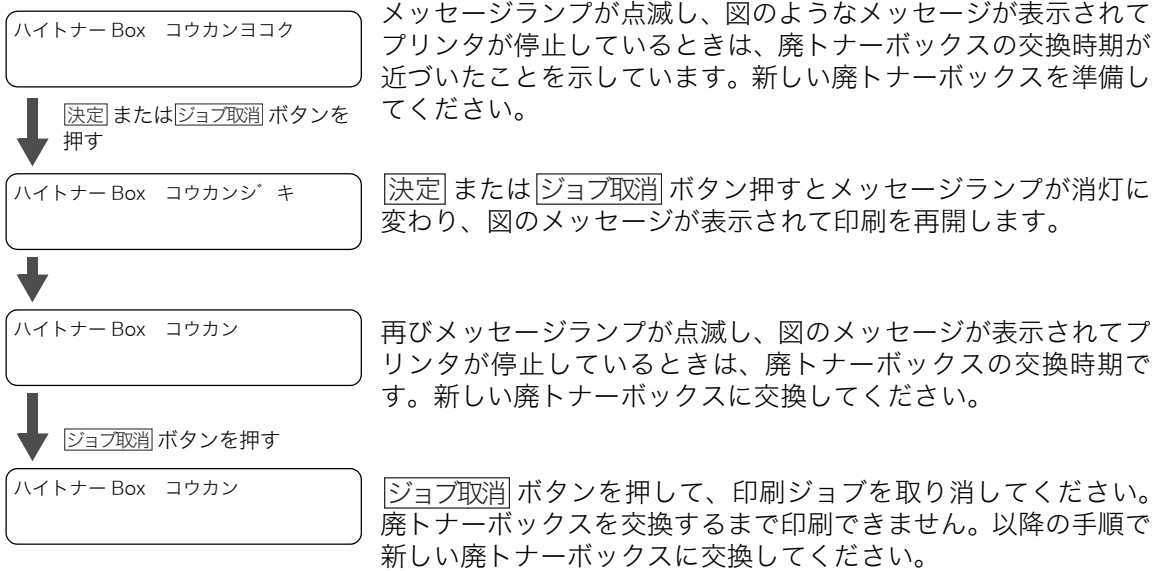 ハイトナー Box　コウカンヨコク
メッセージランプが点滅し、図のようなメッセージが表示されて
プリンタが停止しているときは、廃トナーボックスの交換時期が
近づいたことを示しています。新しい廃トナーボックスを準備し
てください。
決定 または ジョブ取消 ボタンを
押す
ハイトナー Box　コウカンシ゛キ
決定 または ジョブ取消 ボタン押すとメッセージランプが消灯に
変わり、図のメッセージが表示されて印刷を再開します。
ハイトナー Box　コウカン
再びメッセージランプが点滅し、図のメッセージが表示されてプ
リンタが停止しているときは、廃トナーボックスの交換時期で
す。新しい廃トナーボックスに交換してください。
ジョブ取消 ボタンを押す
ハイトナー Box　コウカン
ジョブ取消 ボタンを押して、印刷ジョブを取り消してください。
廃トナーボックスを交換するまで印刷できません。以降の手順で
新しい廃トナーボックスに交換してください。